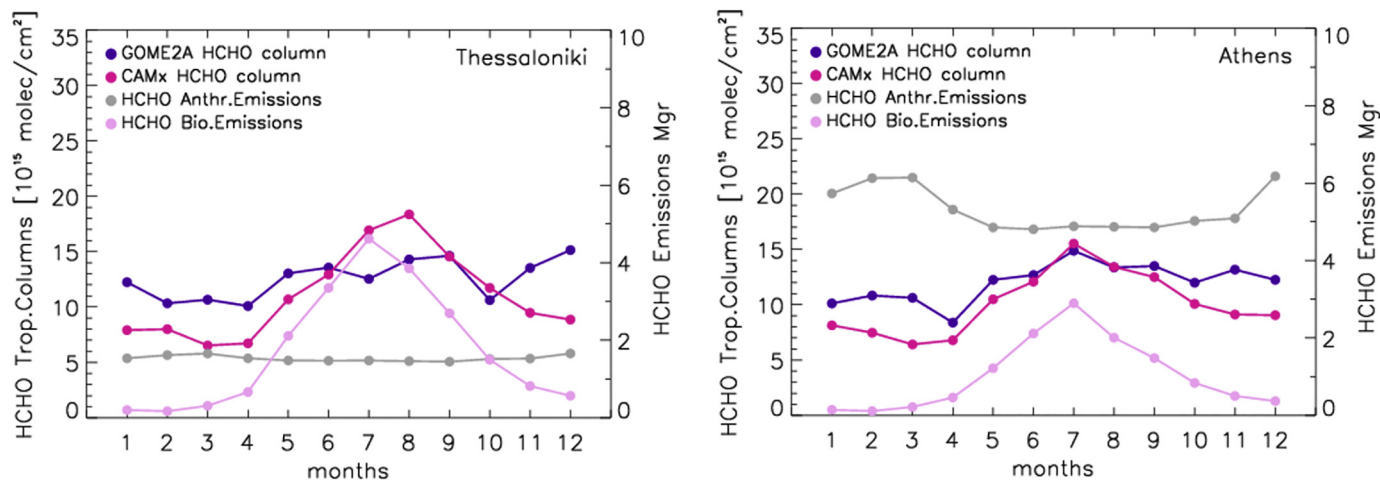 HCHO Trop.Columns [10¹⁵ molec/cm²]
35
30
25
20
15
10
5
0
GOME2A HCHO column
CAMx HCHO column
HCHO Anthr.Emissions
HCHO Bio.Emissions
Thessaloniki
10
8
6
4
2
0
HCHO Emissions Mgr
1 2 3 4 5 6 7 8 9 10 11 12
months
HCHO Trop.Columns [10¹⁵ molec/cm²]
35
30
25
20
15
10
5
0
GOME2A HCHO column
CAMx HCHO column
HCHO Anthr.Emissions
HCHO Bio.Emissions
Athens
10
8
6
4
2
0
HCHO Emissions Mgr
1 2 3 4 5 6 7 8 9 10 11 12
months